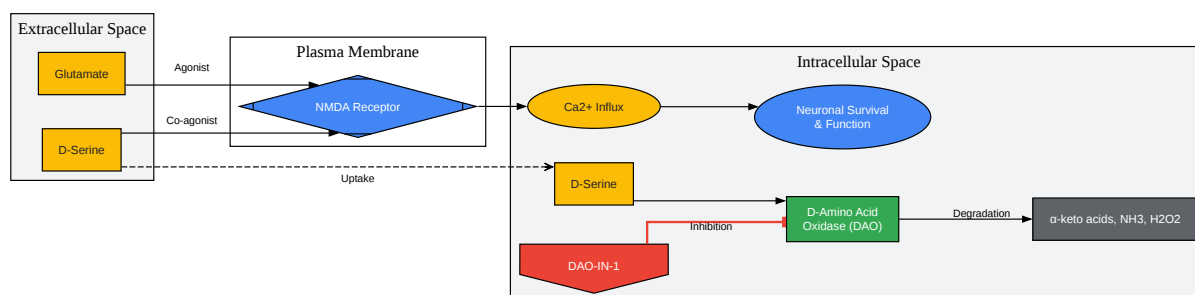 Extracellular Space
Glutamate
D-Serine
Agonist
Co-agonist
Uptake
Plasma Membrane
NMDA Receptor
Intracellular Space
Ca2+ Influx
Neuronal Survival
& Function
D-Serine
D-Amino Acid
Oxidase (DAO)
Degradation
α-keto acids, NH3, H2O2
Inhibition
DAO-IN-1